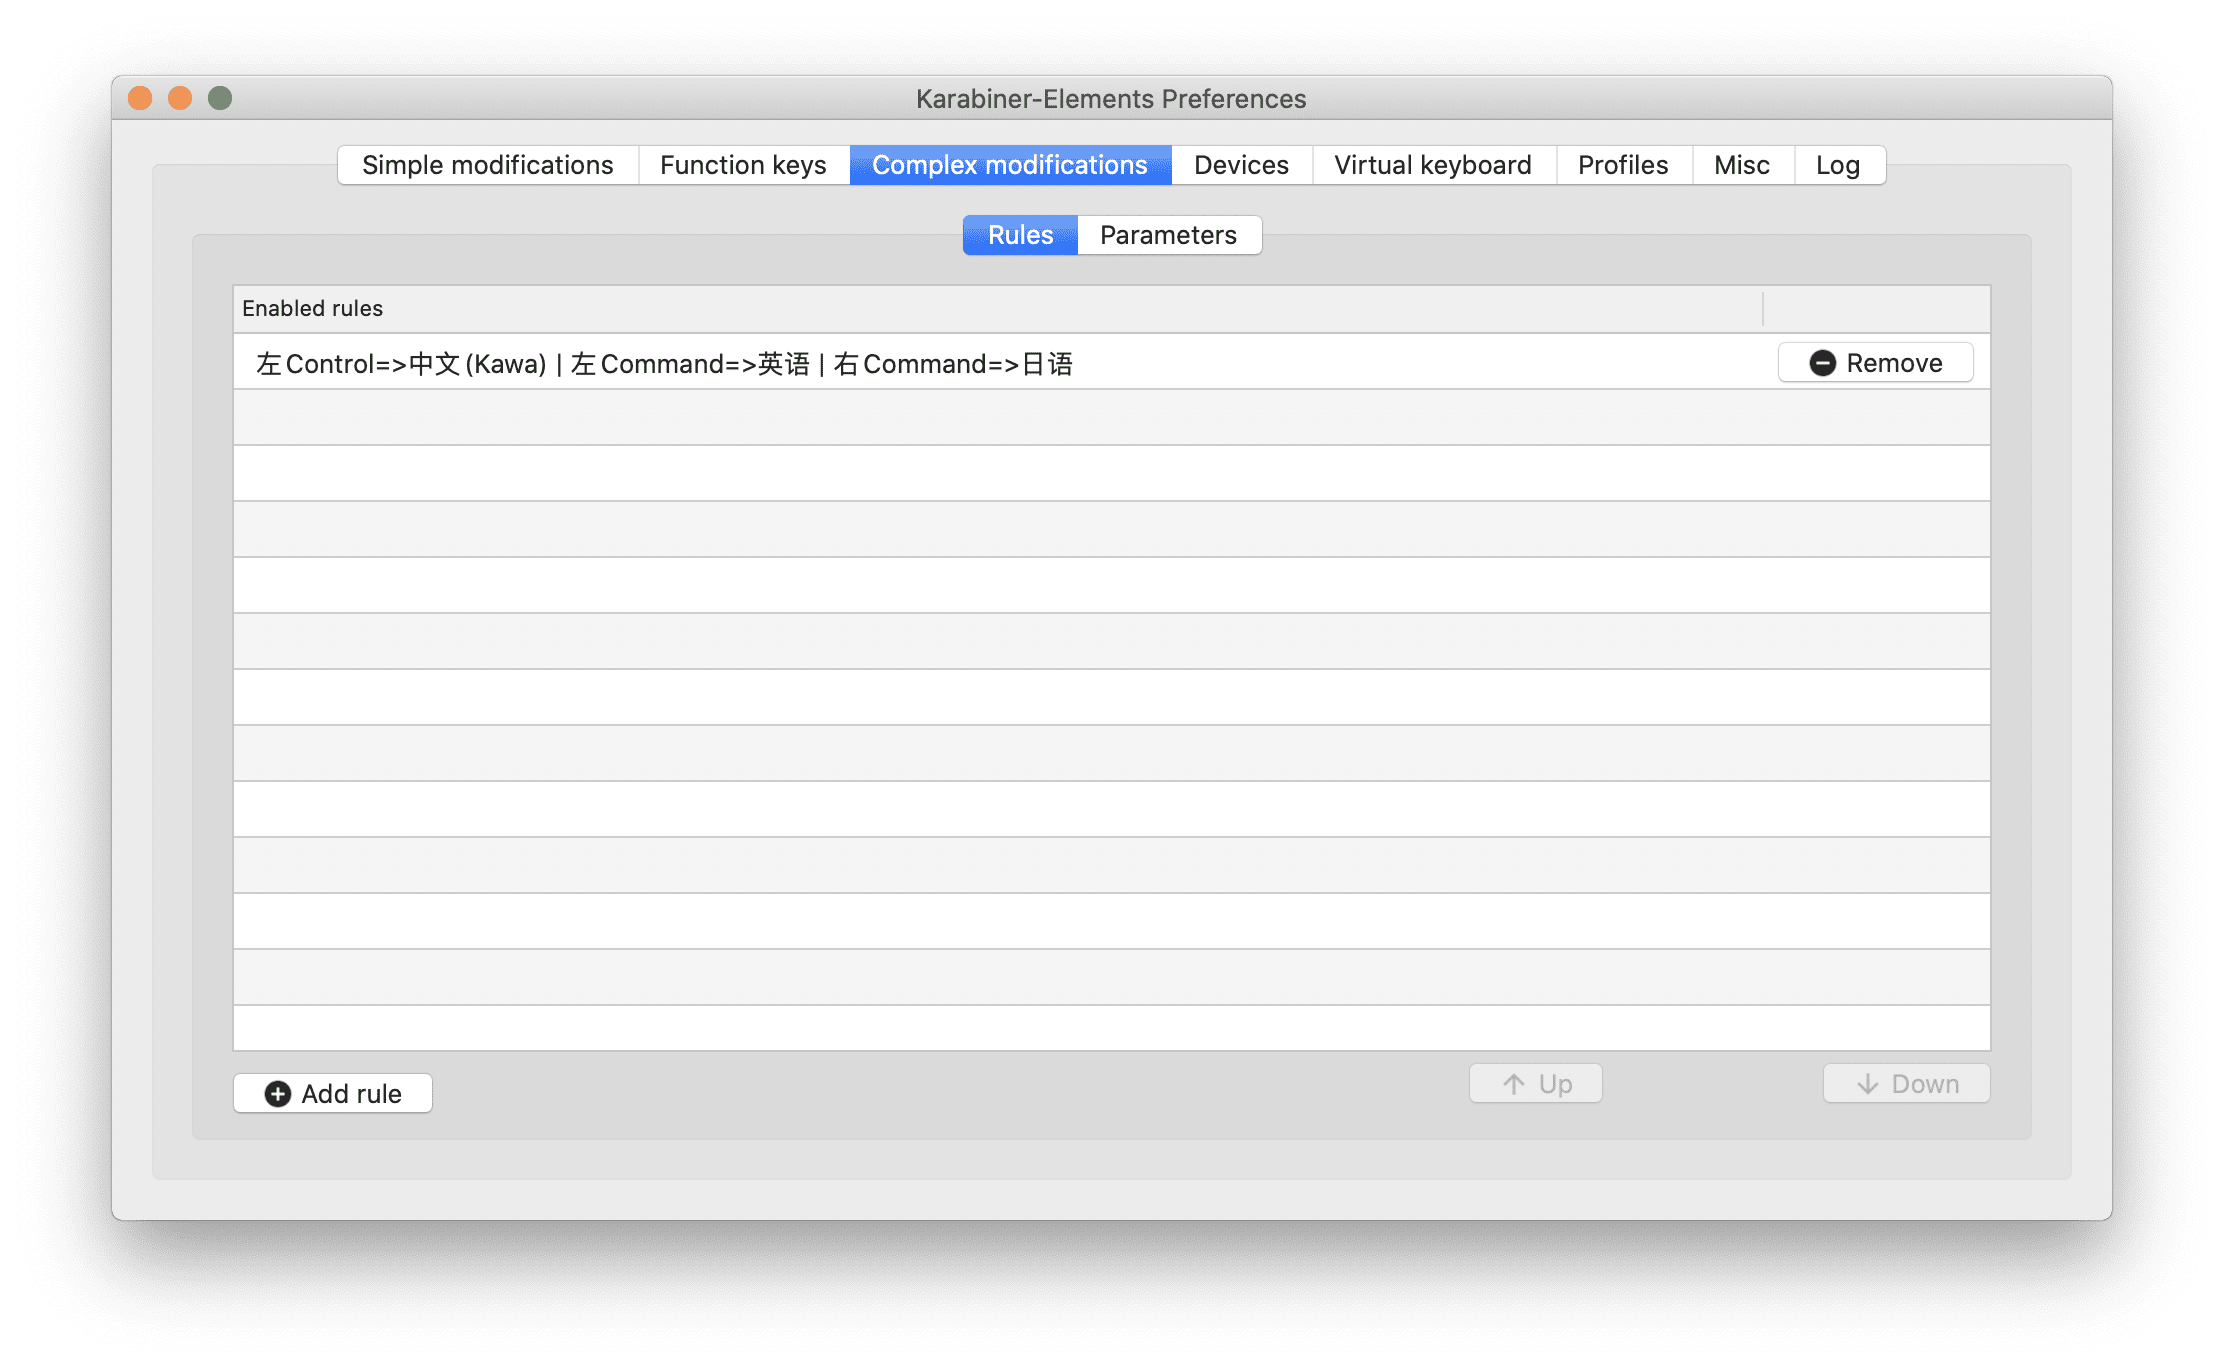 Karabiner-Elements Preferences
Simple modifications Function keys Complex modifications Devices Virtual keyboard Profiles Misc Log
Rules Parameters
Enabled rules
左Control=>中文(Kawa) | 左Command=>英语 | 右Command=>日语 Remove
Add rule Up Down